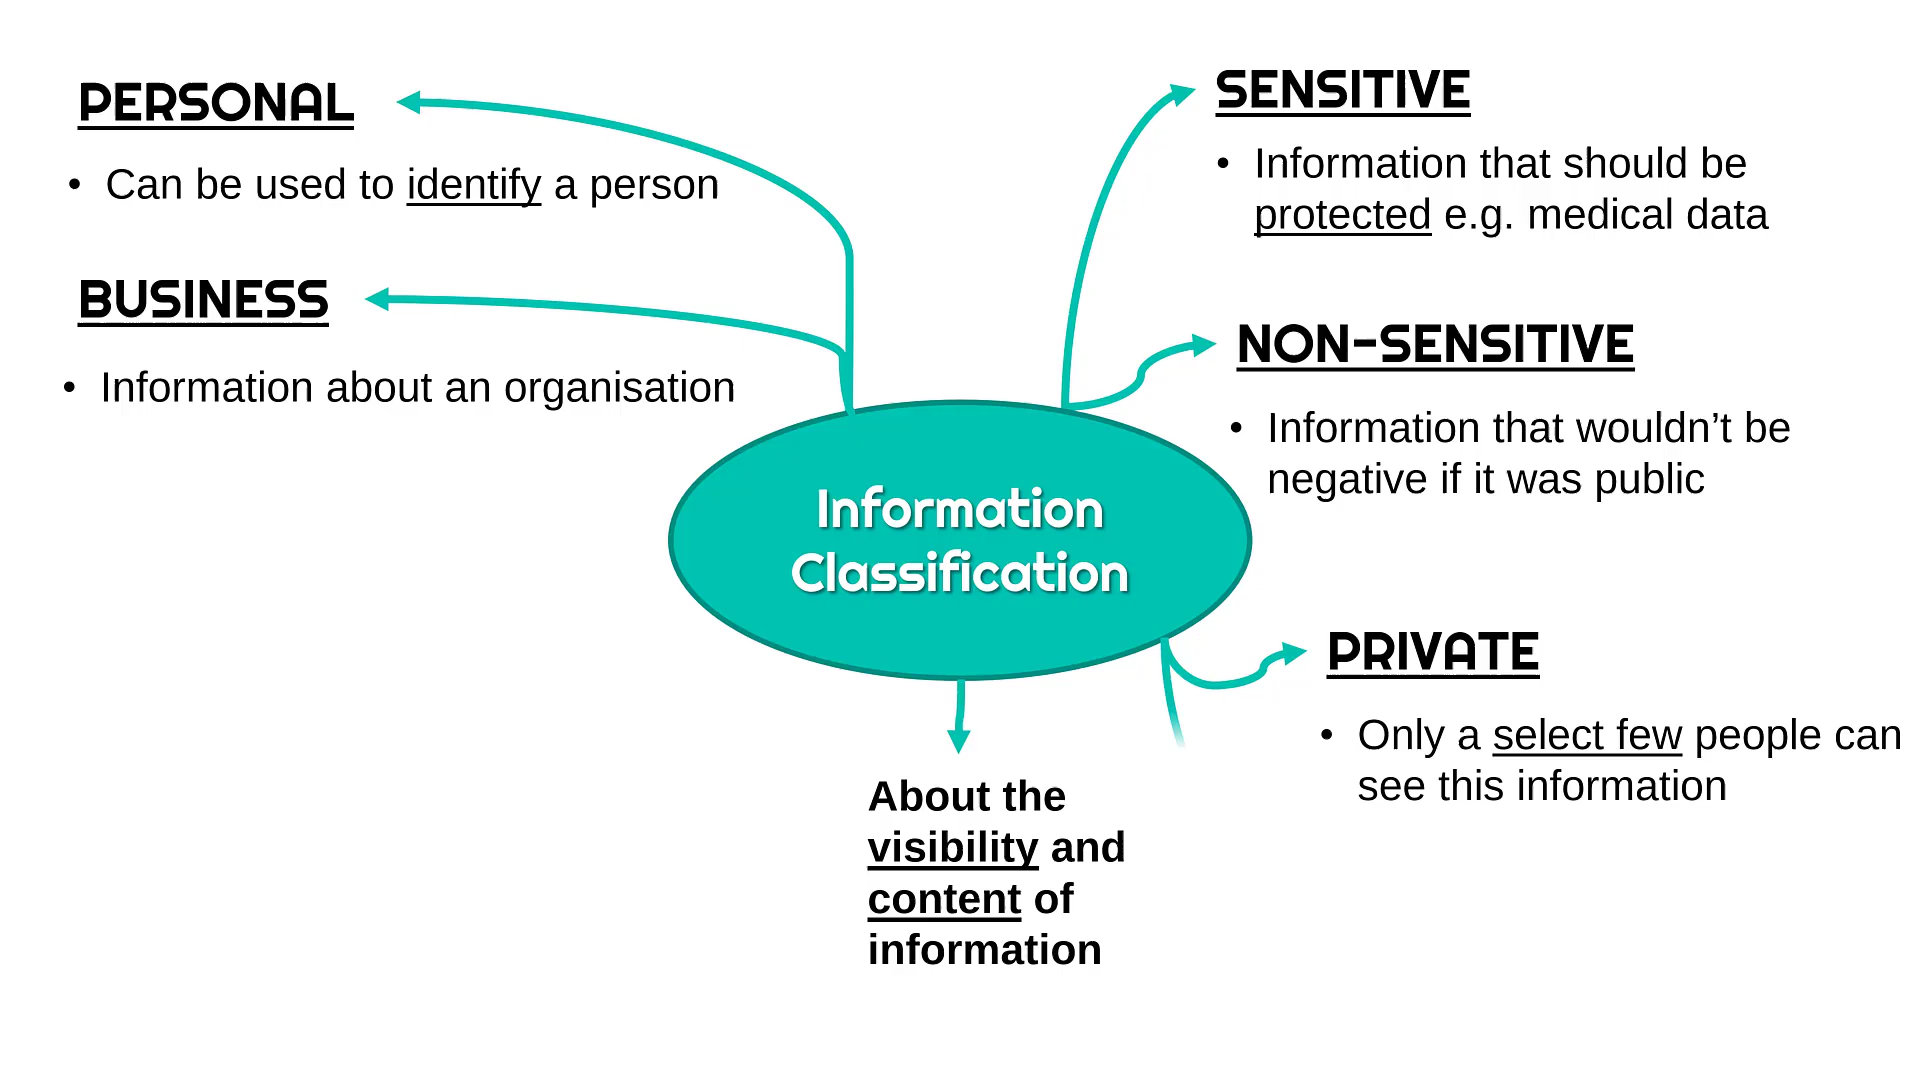 PERSONAL
• Can be used to identify a person
BUSINESS
• Information about an organisation
SENSITIVE
• Information that should be
protected e.g. medical data
NON-SENSITIVE
• Information that wouldn’t be
negative if it was public
Information
Classification
PRIVATE
• Only a select few people can
see this information
About the
visibility and
content of
information